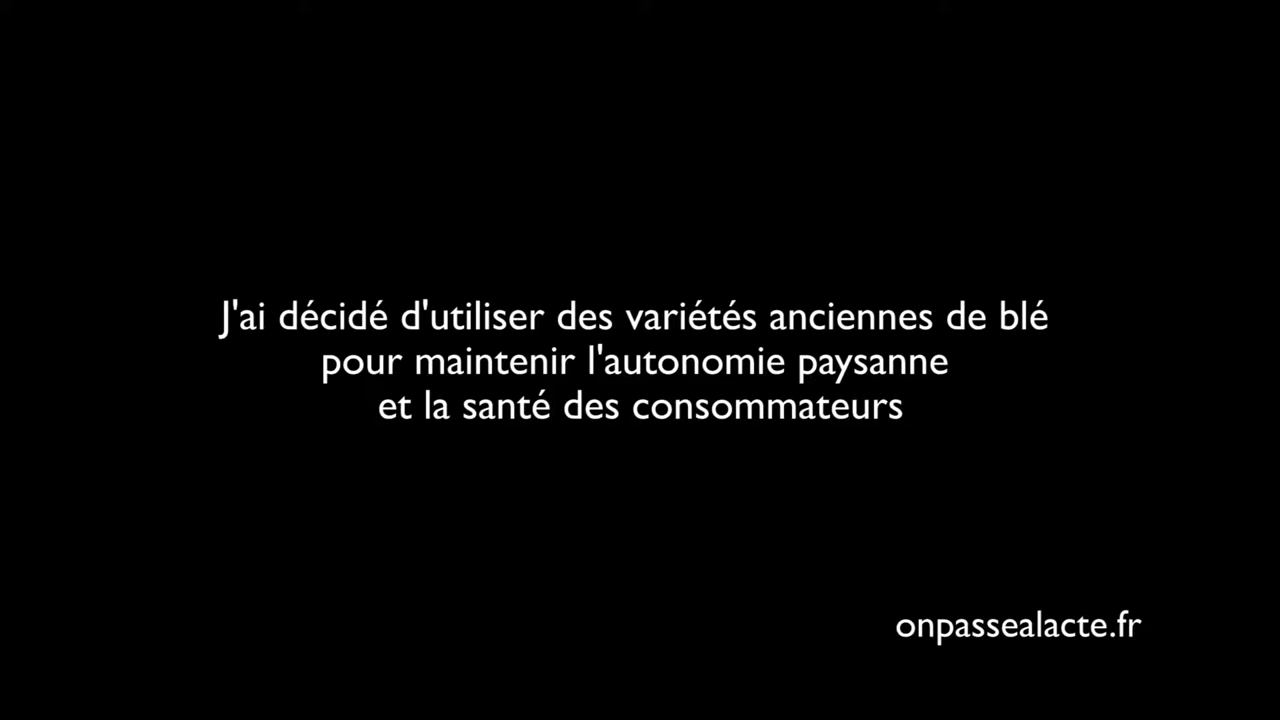 J'ai décidé d'utiliser des variétés anciennes de blé
pour maintenir l'autonomie paysanne
et la santé des consommateurs
onpassealacte.fr